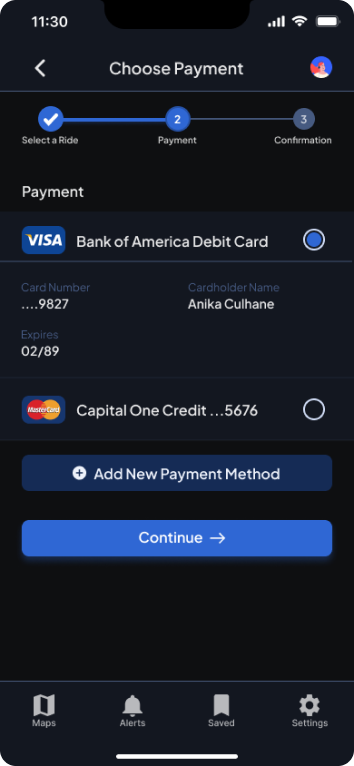 11:30
Choose Payment
2
3
Select a Ride
Payment
Confirmation
Payment
VISA
Bank of America Debit Card
Card Number
Cardholder Name
....9827
Anika Culhane
Expires
02/89
MasterCard
Capital One Credit ...5676
Add New Payment Method
Continue →
Maps
Alerts
Saved
Settings